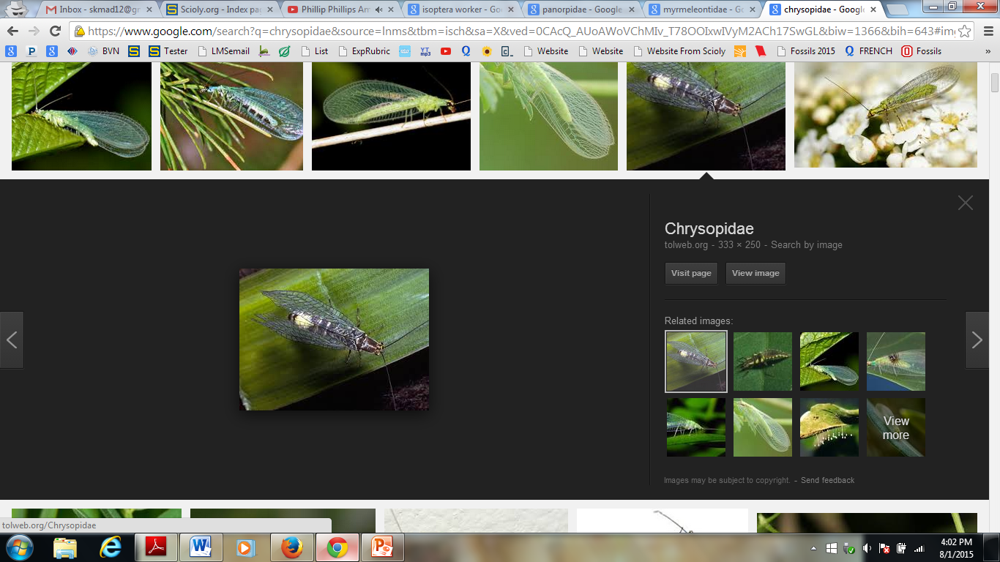 Inbox - skmad12@gr
Scioly.org - Index pa
Phillip Phillips Am
isoptera worker - Go
panorpidae - Google
myrmeleontidae - Go
chrysopidae - Google
https://www.google.com/search?q=chrysopidae&source=lnms&tbm=isch&sa=X&ved=0CAcQ_AUoAWoVChMIv_T78OOIxwIVyM2ACh17SwGL&biw=1366&bih=643#im
BVN
Tester
LMSemail
List
ExpRubric
YT mp3
Website
Website
Website From Scioly
Fossils 2015
FRENCH
Fossils
»
Chrysopidae
tolweb.org - 333 × 250 - Search by image
Visit page
View image
Related images:
View
more
Images may be subject to copyright. - Send feedback
tolweb.org/Chrysopidae
4:02 PM
8/1/2015